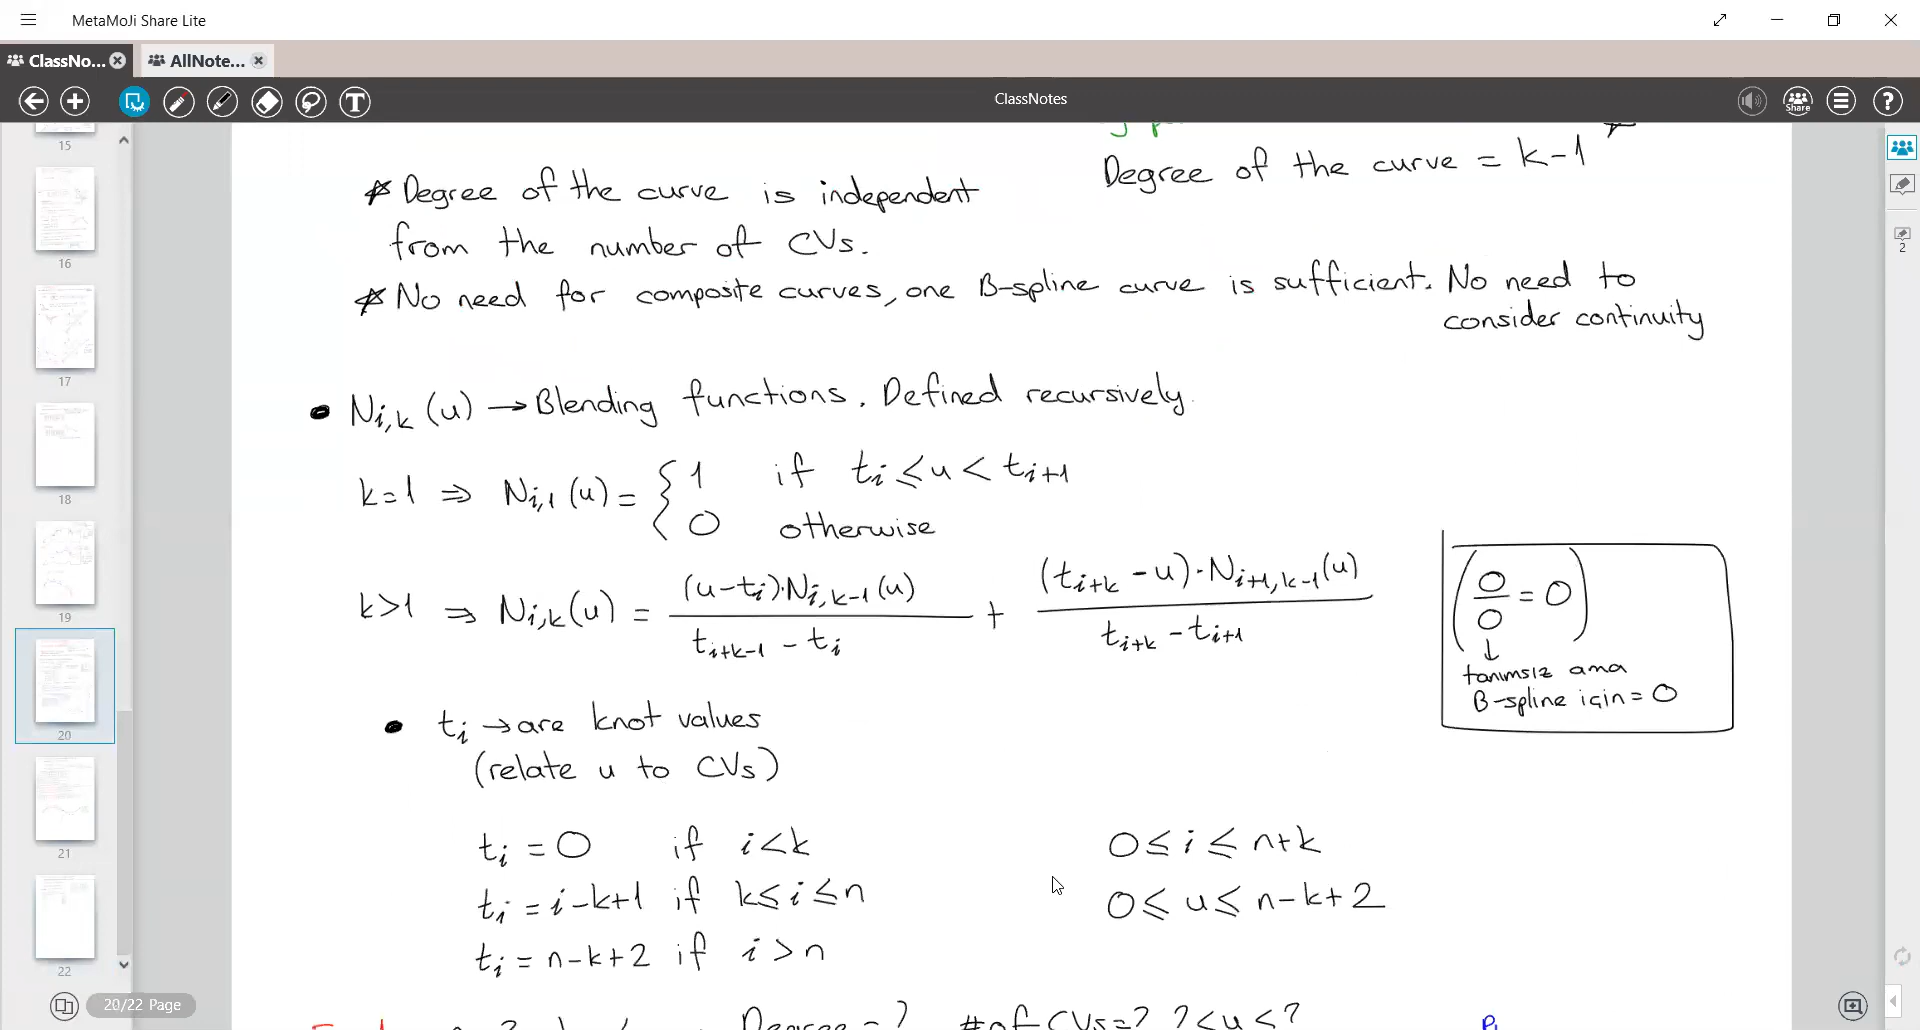 MetaMoJi Share Lite
ClassNo...
AllNote...
ClassNotes
Share
Degree of the curve = k-1
* Degree of the curve is independent
from the number of CVs.
* No need for composite curves, one B-spline curve is sufficient. No need to
consider continuity
• Ni,k (u) → Blending functions. Defined recursively.
k=1 ⇒ Ni,1 (u) = { 1 if ti ≤ u < ti+1
0 otherwise
k>1 ⇒ Ni,k(u) = (u-ti)·Ni,k-1(u) / ti+k-1 - ti + (ti+k - u)·Ni+1,k-1(u) / ti+k - ti+1
(0/0 = 0)
↓
tanımsız ama
B-spline için = 0
• ti → are knot values
(relate u to CVs)
ti = 0 if i<k
0 ≤ i ≤ n+k
ti = i-k+1 if k≤i≤n
0 ≤ u ≤ n-k+2
ti = n-k+2 if i>n
Degree = ? # of CVs=? ?<u<?
15
16
17
18
19
20
21
22
20/22 Page
2